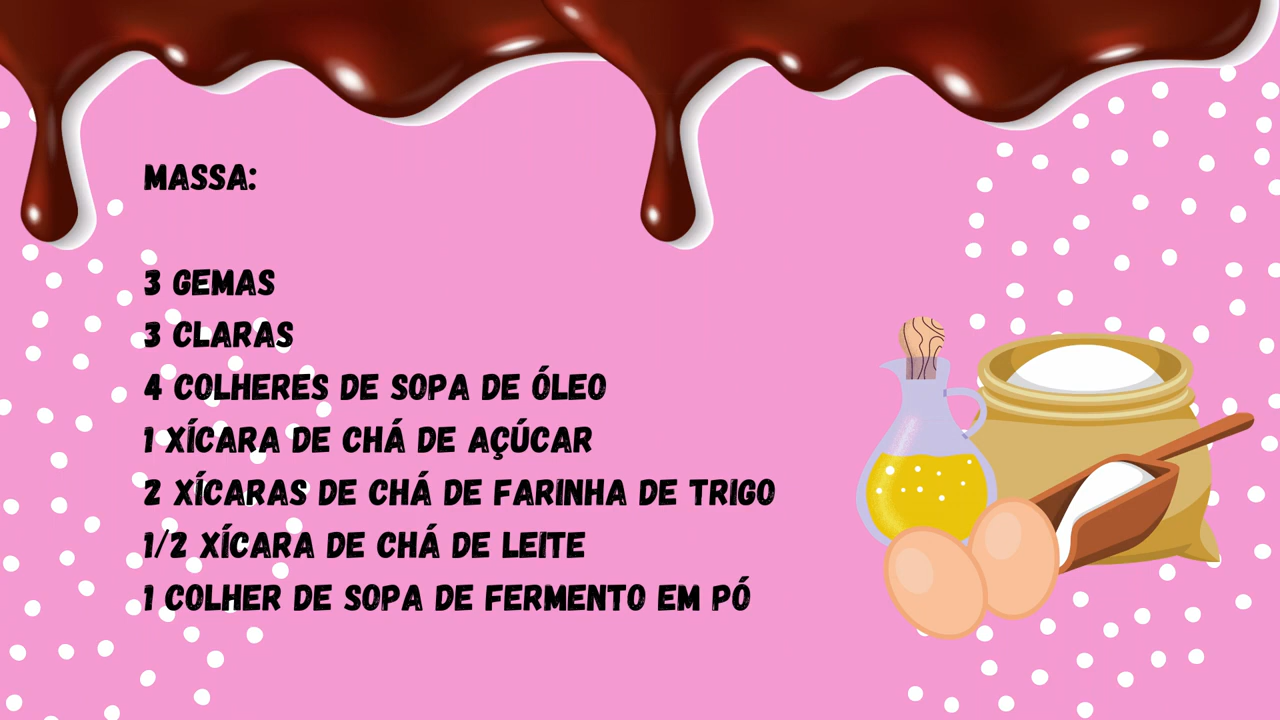 MASSA:
3 GEMAS
3 CLARAS
4 COLHERES DE SOPA DE ÓLEO
1 XÍCARA DE CHÁ DE AÇÚCAR
2 XÍCARAS DE CHÁ DE FARINHA DE TRIGO
1/2 XÍCARA DE CHÁ DE LEITE
1 COLHER DE SOPA DE FERMENTO EM PÓ